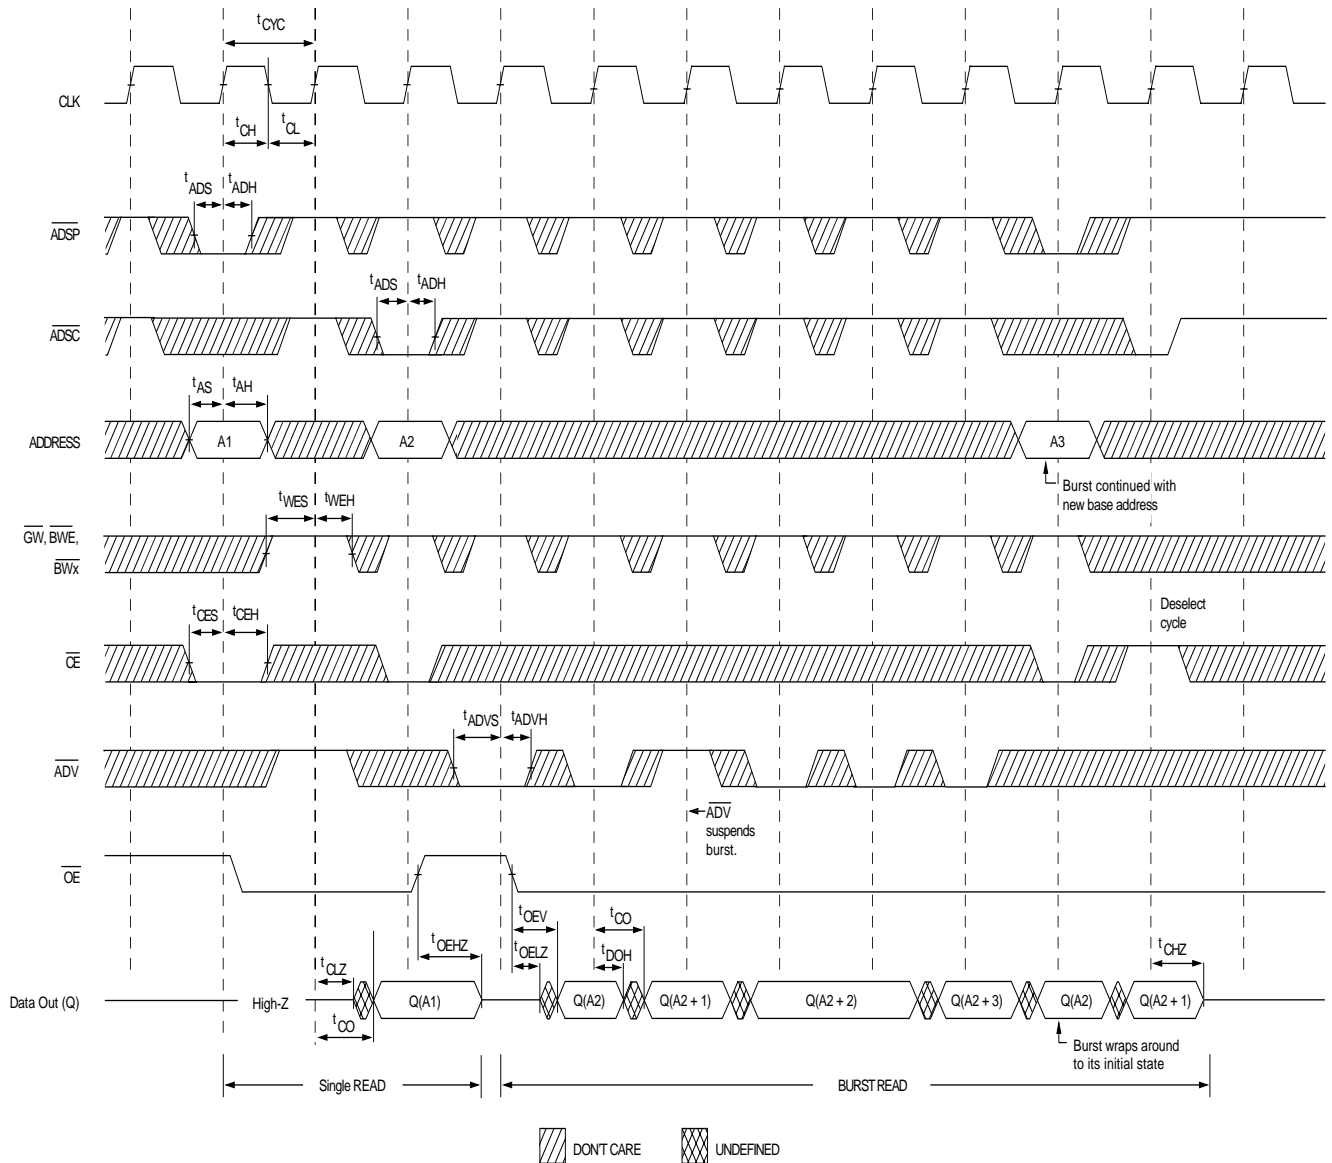 tCYC
CLK
tCH
tCL
tADS
tADH
ADSP
tADS
tADH
ADSC
tAS
tAH
ADDRESS
A1
A2
A3
Burst continued with
new base address
tWES
tWEH
GW, BWE,
BWx
tCES
tCEH
Deselect
cycle
CE
tADVS
tADVH
ADV
ADV
suspends
burst.
OE
tOEV
tCO
tOEHZ
tOELZ
tDOH
tCHZ
tCLZ
Data Out (Q)
High-Z
Q(A1)
Q(A2)
Q(A2 + 1)
Q(A2 + 2)
Q(A2 + 3)
Q(A2)
Q(A2 + 1)
tCO
Burst wraps around
to its initial state
Single READ
BURST READ
DON'T CARE
UNDEFINED